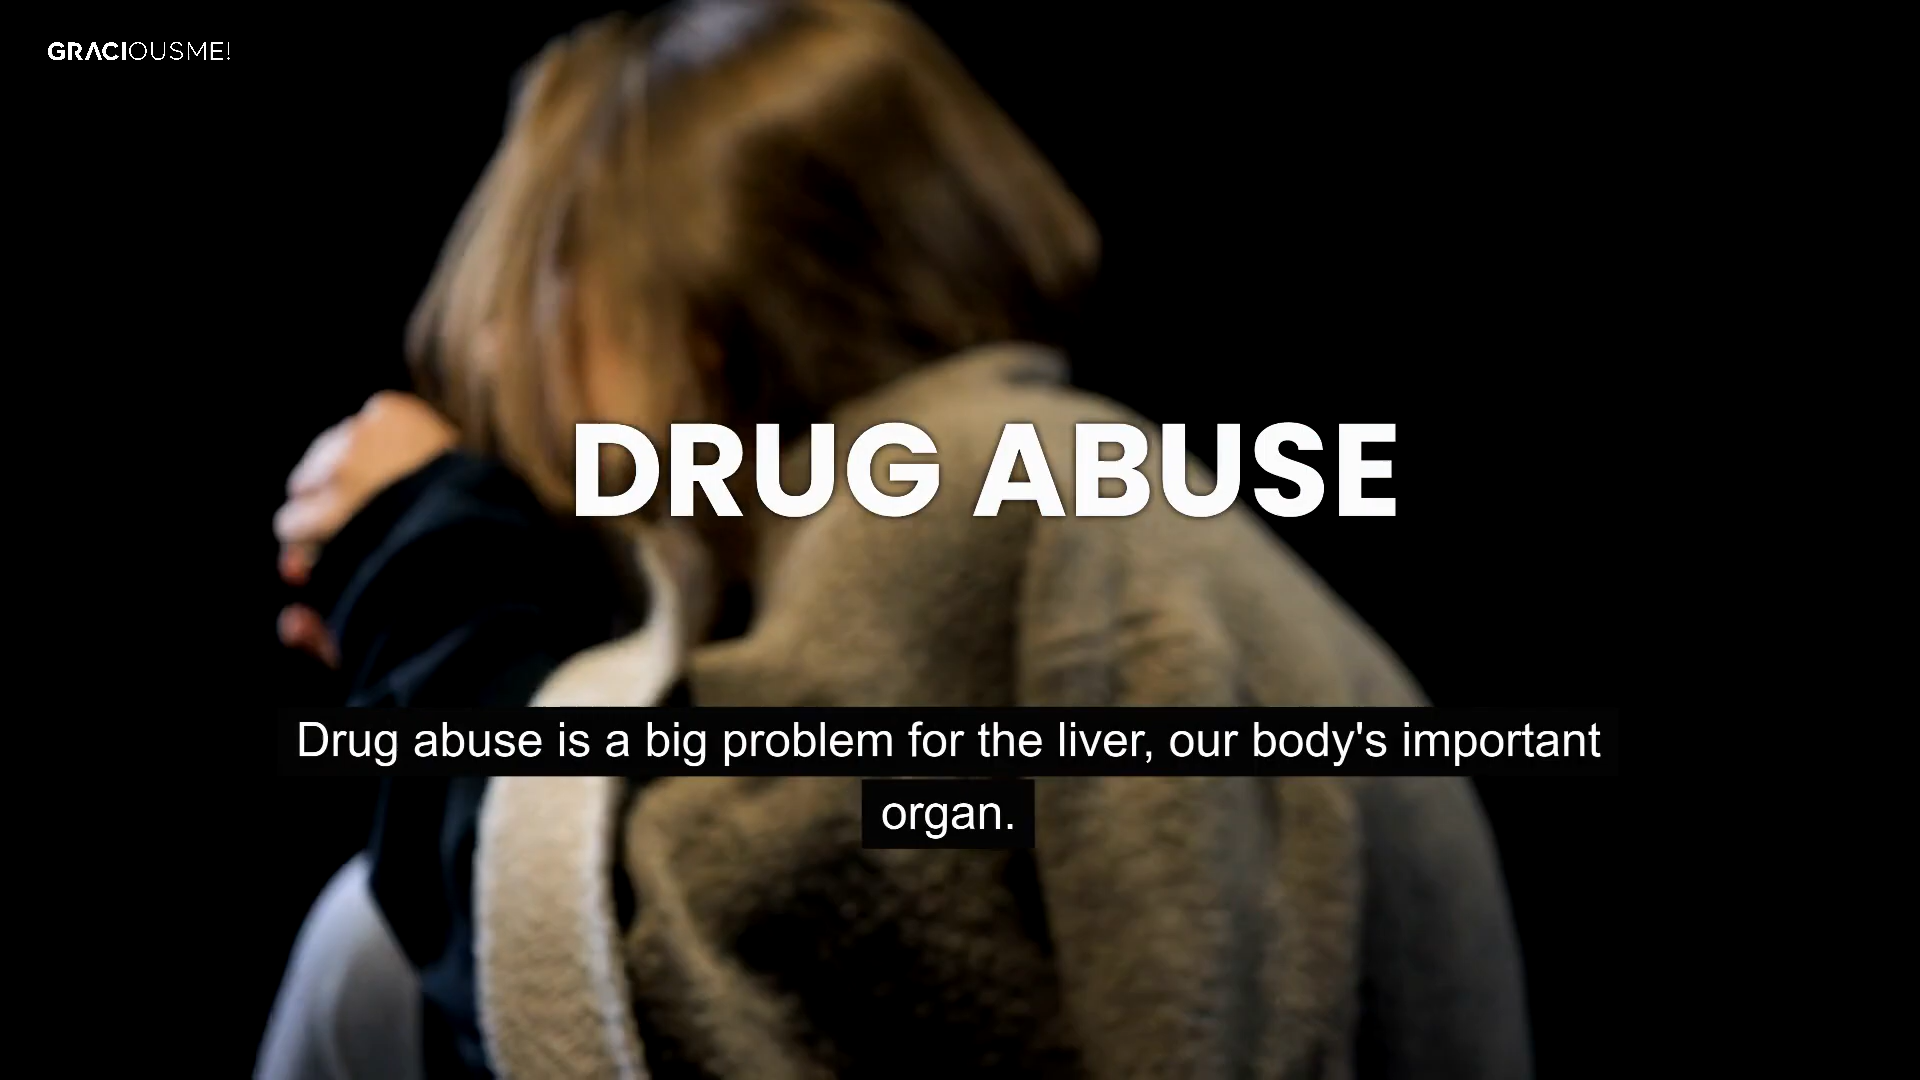 GRACIOUSME!
DRUG ABUSE
Drug abuse is a big problem for the liver, our body's important
organ.